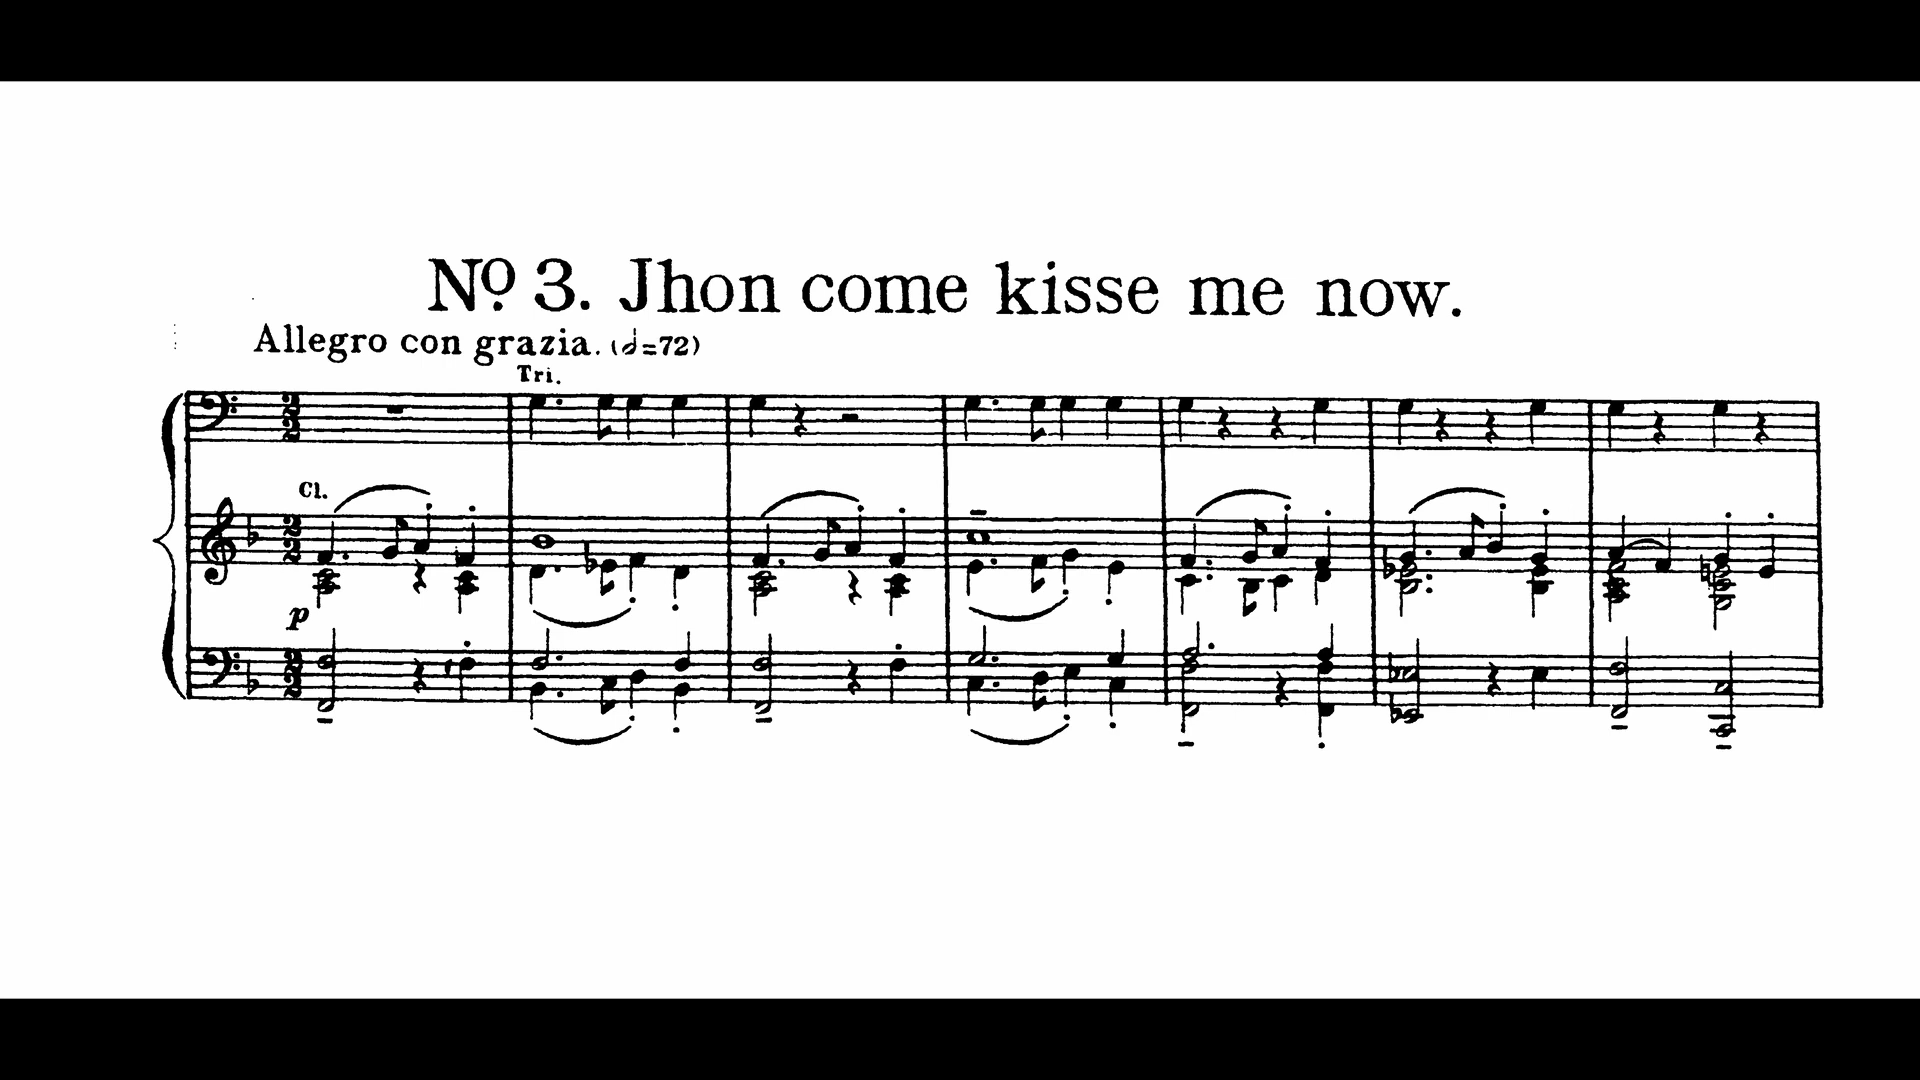 Nº 3. Jhon come kisse me now.
Allegro con grazia. (𝅗𝅥=72)
Tri.
Cl.
p